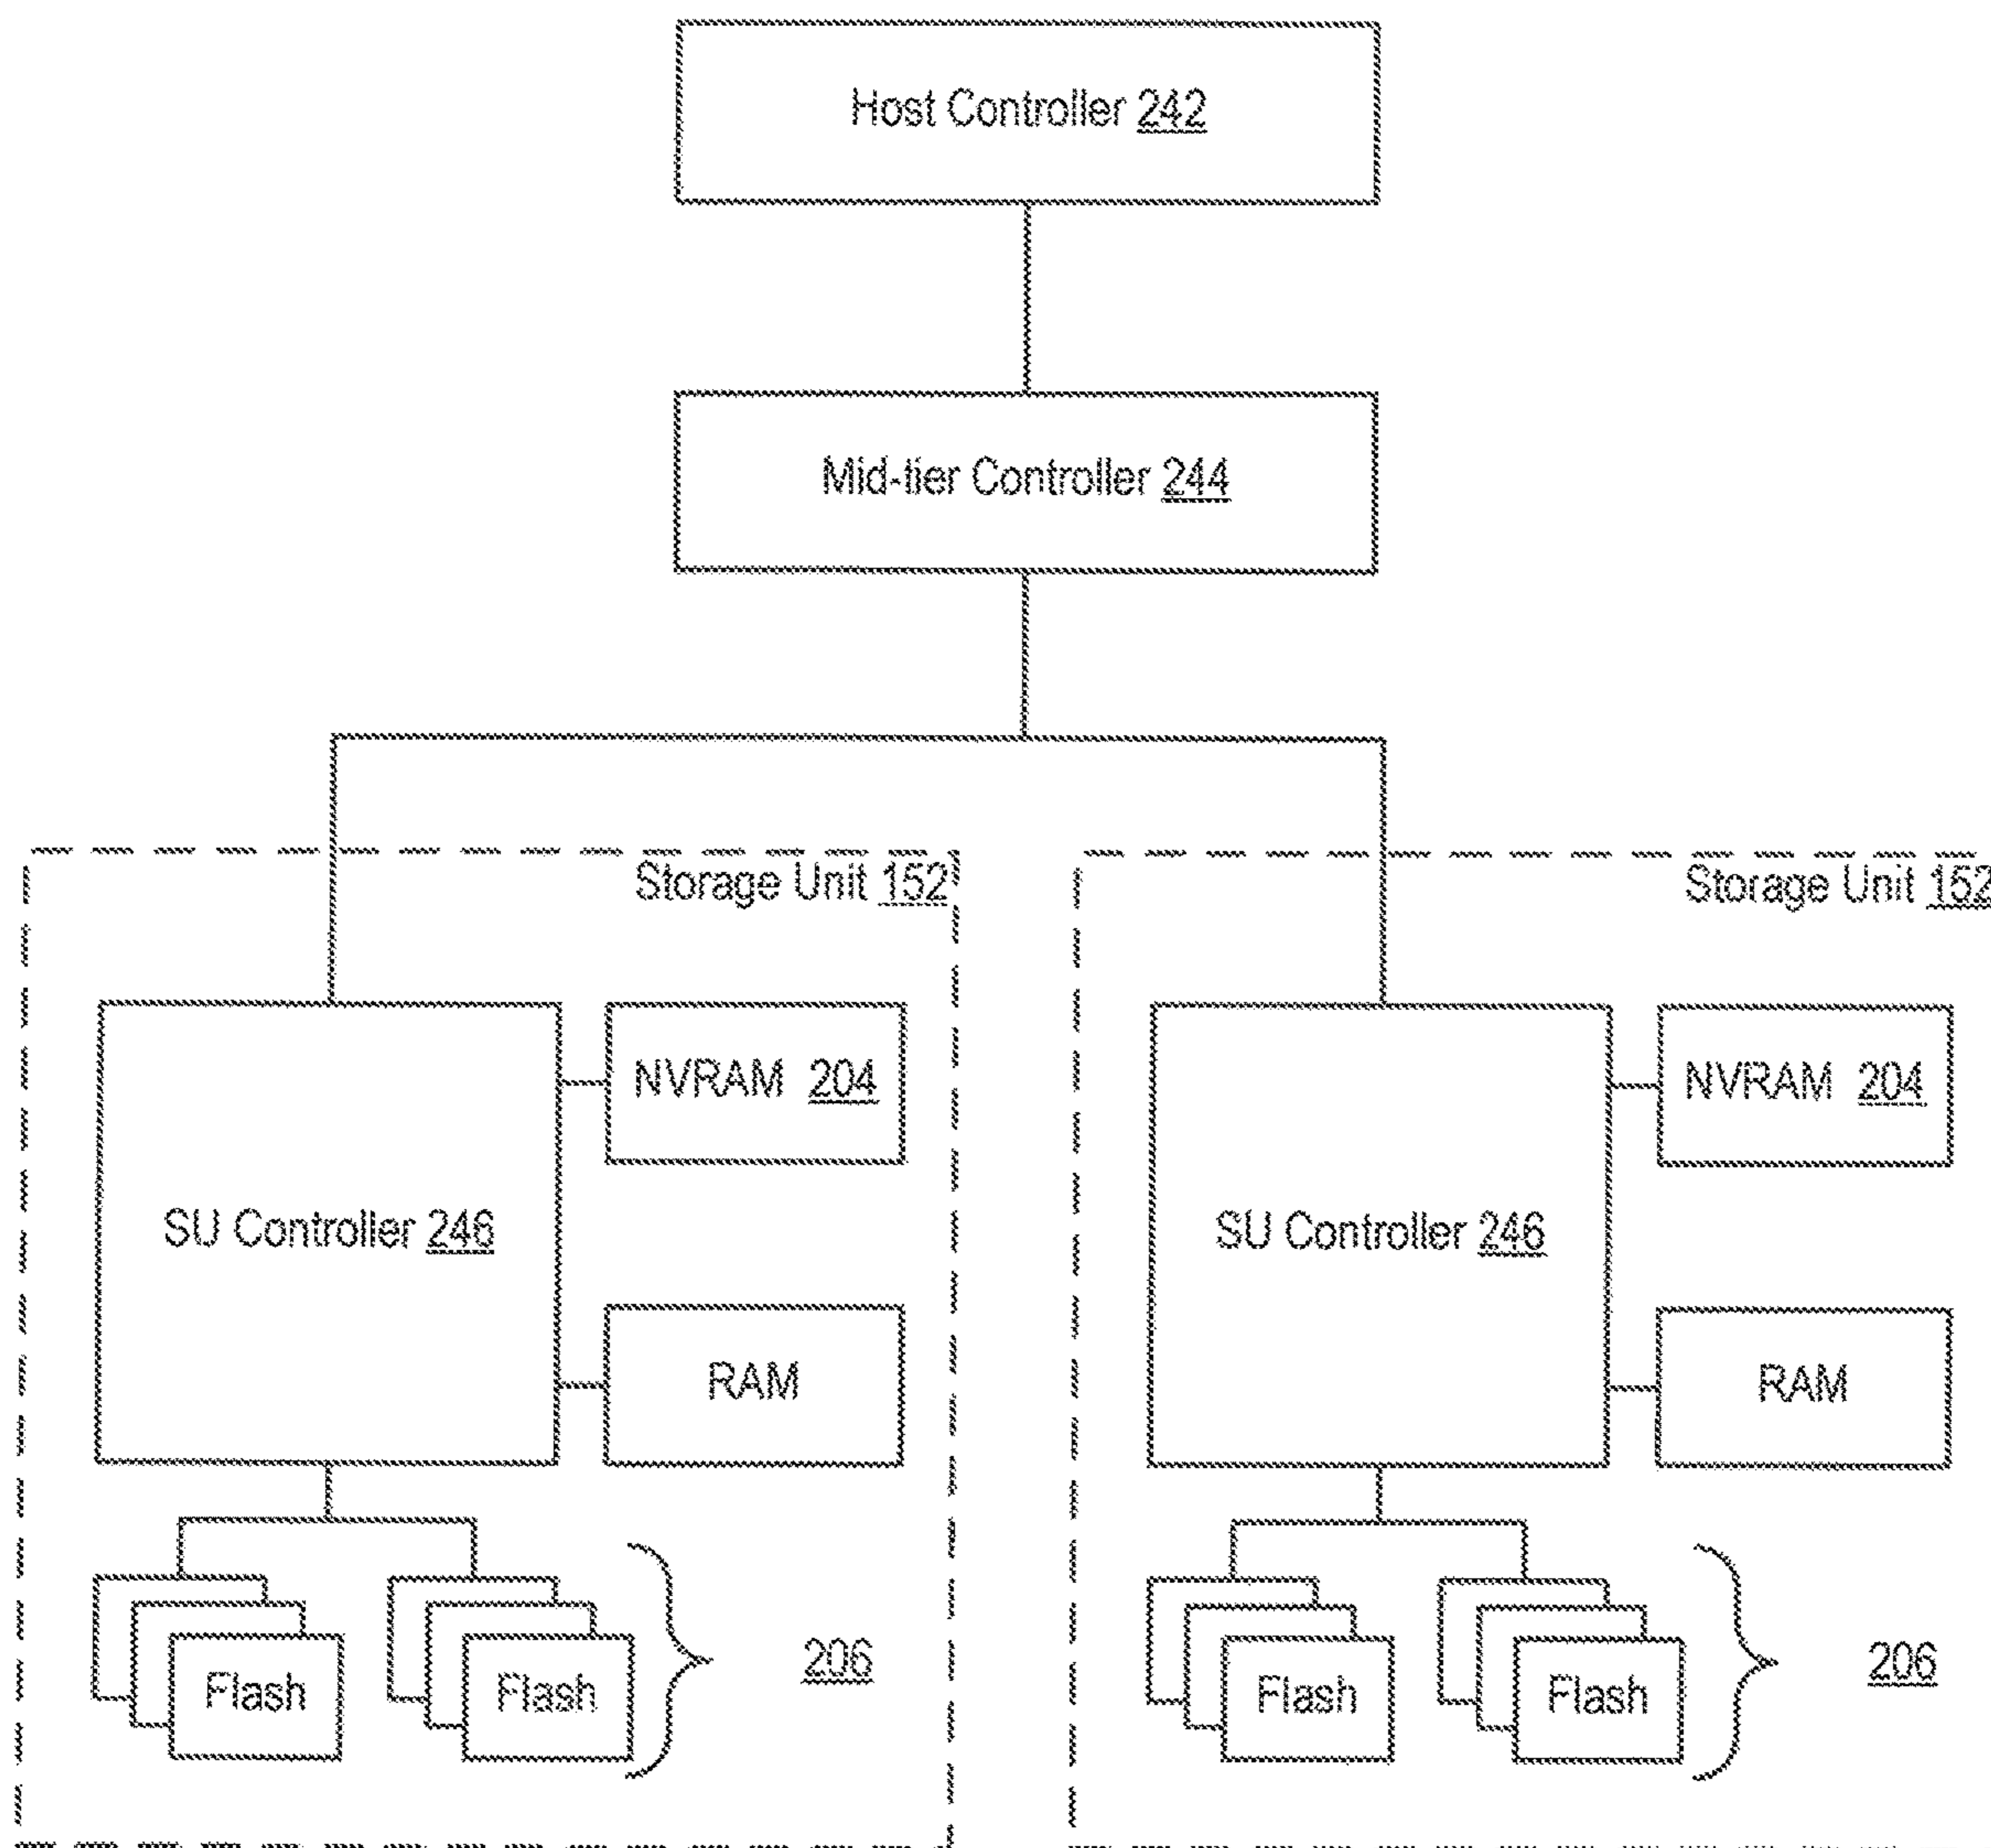 Host Controller 242
Mid-tier Controller 244
Storage Unit 152
Storage Unit 152
NVRAM 204
NVRAM 204
SU Controller 246
SU Controller 246
RAM
RAM
Flash
Flash
206
Flash
Flash
206